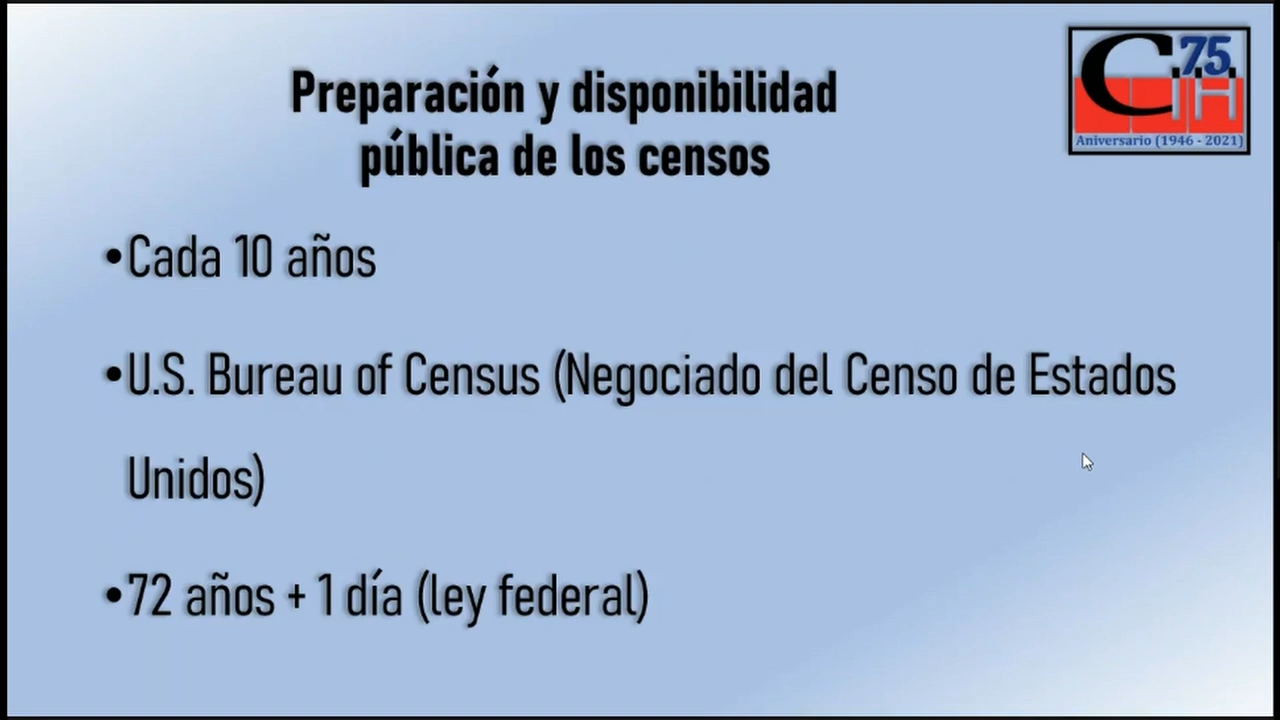 Preparación y disponibilidad
pública de los censos
CIH 75
Aniversario (1946 - 2021)
•Cada 10 años
•U.S. Bureau of Census (Negociado del Censo de Estados
Unidos)
•72 años + 1 día (ley federal)